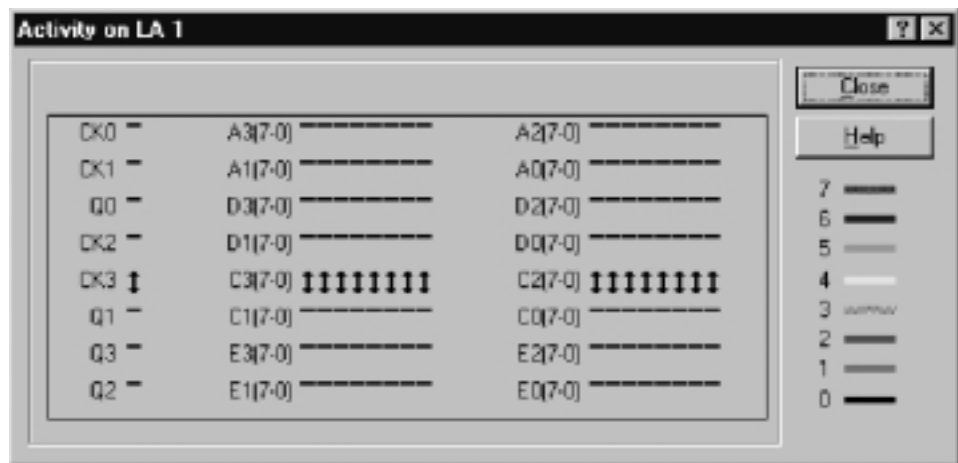 Activity on LA 1
Close
Help
CK0 A3(7-0) A2(7-0)
CK1 A1(7-0) A0(7-0)
Q0 D3(7-0) D2(7-0)
CK2 D1(7-0) D0(7-0)
CK3 C3(7-0) C2(7-0)
Q1 C1(7-0) C0(7-0)
Q3 E3(7-0) E2(7-0)
Q2 E1(7-0) E0(7-0)
7
6
5
4
3
2
1
0